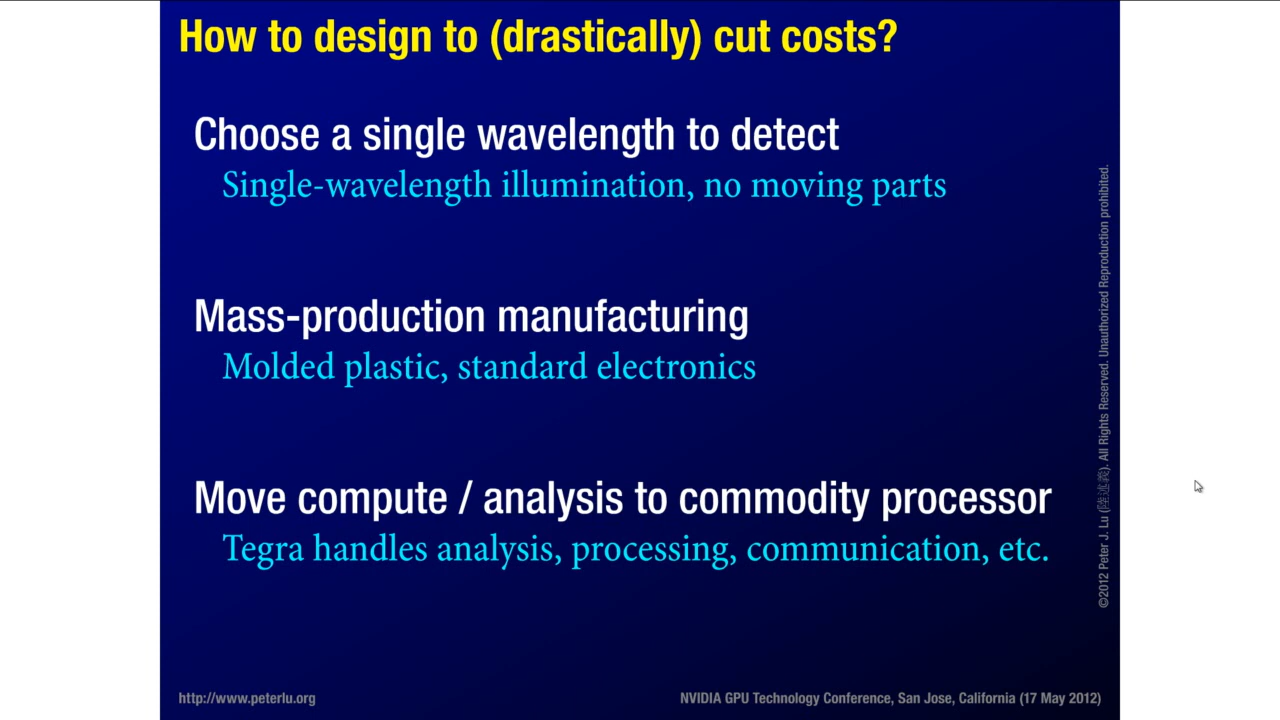 How to design to (drastically) cut costs?
Choose a single wavelength to detect
Single-wavelength illumination, no moving parts
Mass-production manufacturing
Molded plastic, standard electronics
Move compute / analysis to commodity processor
Tegra handles analysis, processing, communication, etc.
©2012 Peter J. Lu (陸述義). All Rights Reserved. Unauthorized Reproduction prohibited.
http://www.peterlu.org
NVIDIA GPU Technology Conference, San Jose, California (17 May 2012)